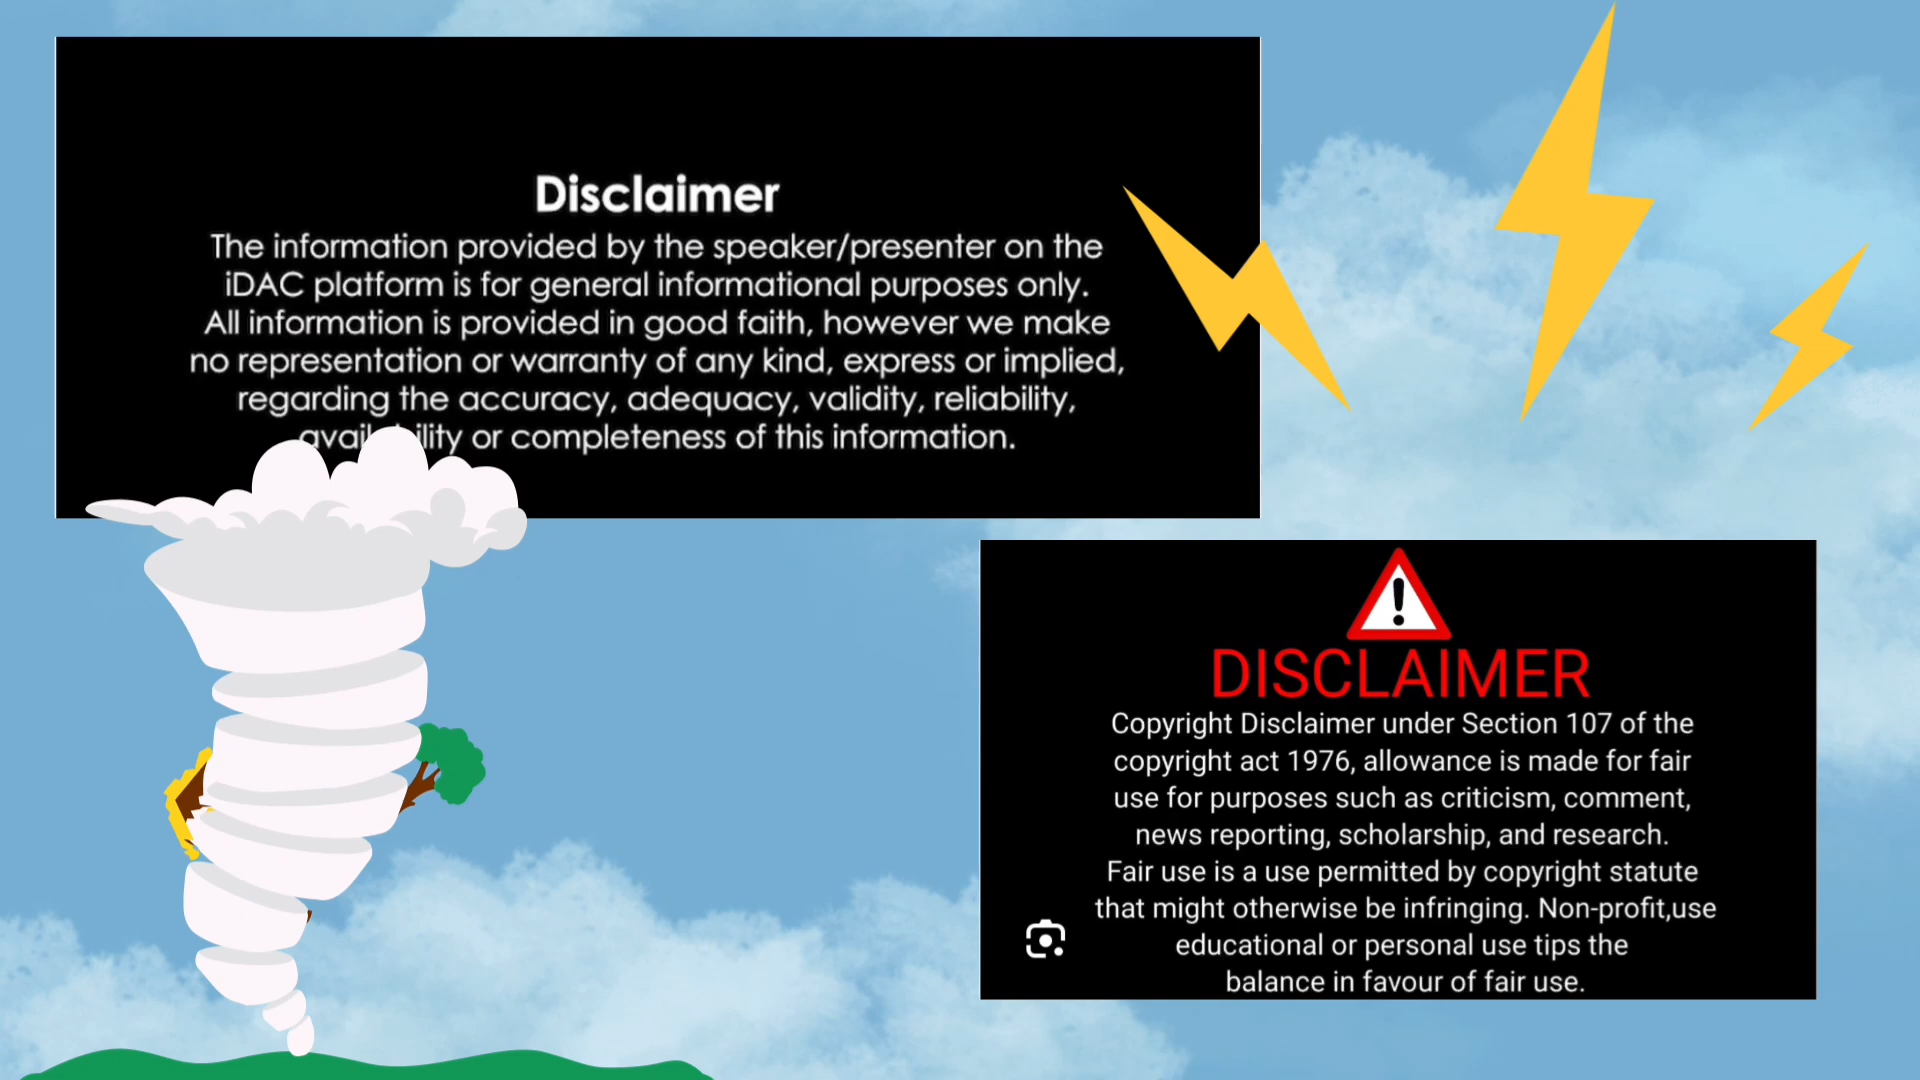 Disclaimer
The information provided by the speaker/presenter on the
iDAC platform is for general informational purposes only.
All information is provided in good faith, however we make
no representation or warranty of any kind, express or implied,
regarding the accuracy, adequacy, validity, reliability,
or completeness of this information.
DISCLAIMER
Copyright Disclaimer under Section 107 of the
copyright act 1976, allowance is made for fair
use for purposes such as criticism, comment,
news reporting, scholarship, and research.
Fair use is a use permitted by copyright statute
that might otherwise be infringing. Non-profit,use
educational or personal use tips the
balance in favour of fair use.